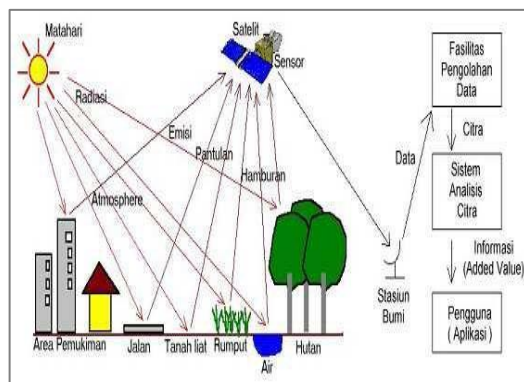 Matahari
Satelit
Sensor
Radiasi
Emisi
Pantulan
Hamburan
Atmosphere
Area Pemukiman
Jalan
Tanah liat
Rumput
Air
Hutan
Stasiun
Bumi
Data
Fasilitas
Pengolahan
Data
Citra
Sistem
Analisis
Citra
Informasi
(Added Value)
Pengguna
( Aplikasi )